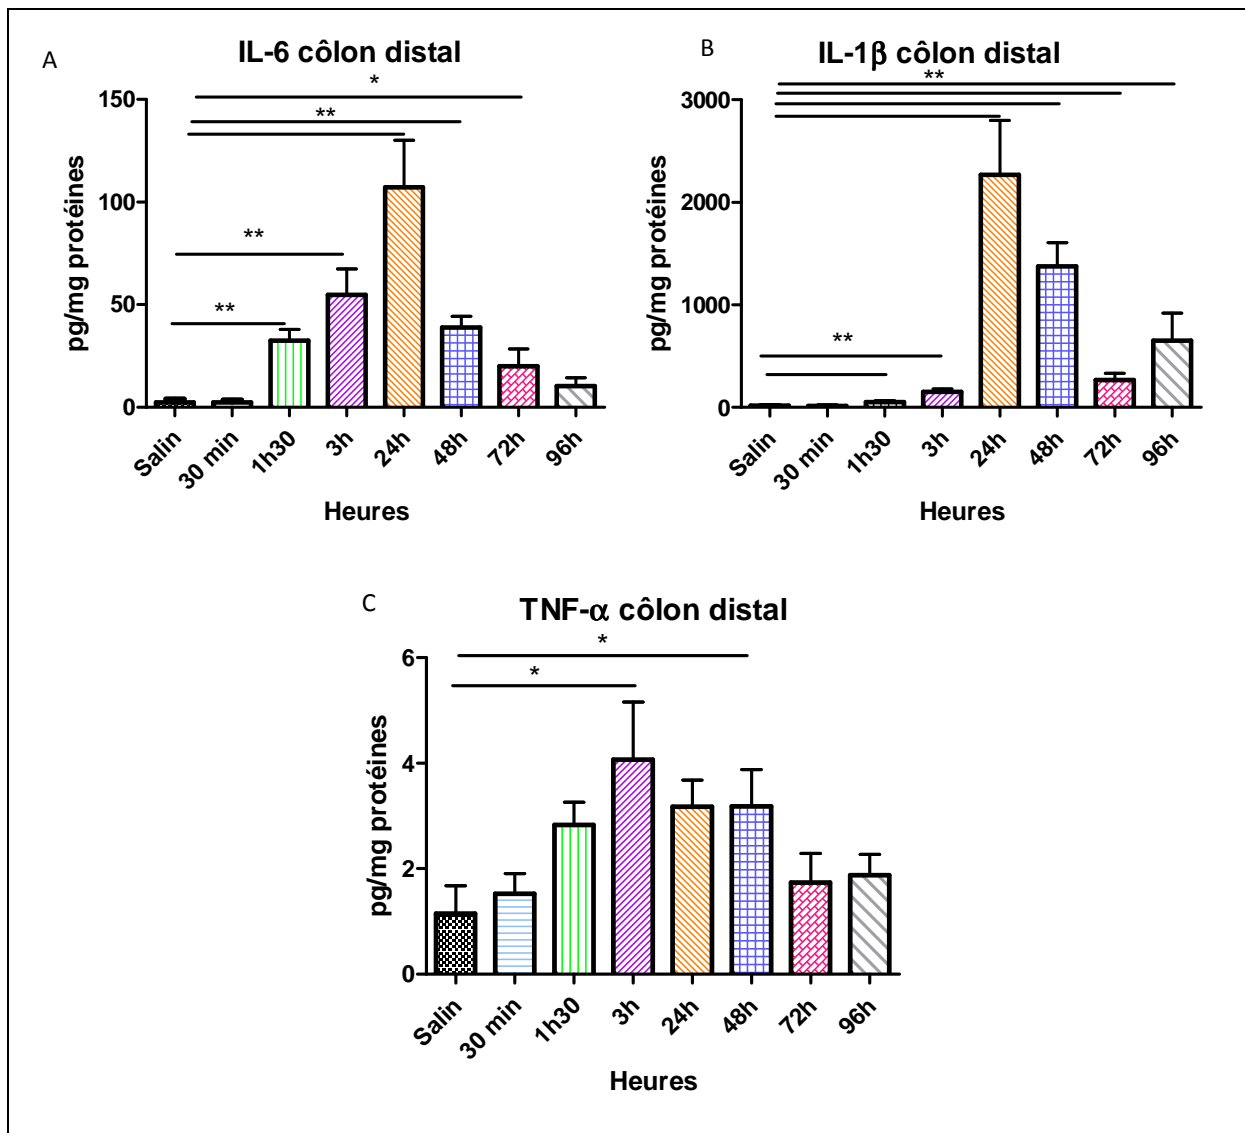 A
IL-6 côlon distal
*
**
**
**
150
100
50
0
pg/mg protéines
Salin
30 min
1h30
3h
24h
48h
72h
96h
Heures
B
IL-1β côlon distal
**
**
3000
2000
1000
0
pg/mg protéines
Salin
30 min
1h30
3h
24h
48h
72h
96h
Heures
C
TNF-α côlon distal
*
*
6
4
2
0
pg/mg protéines
Salin
30 min
1h30
3h
24h
48h
72h
96h
Heures